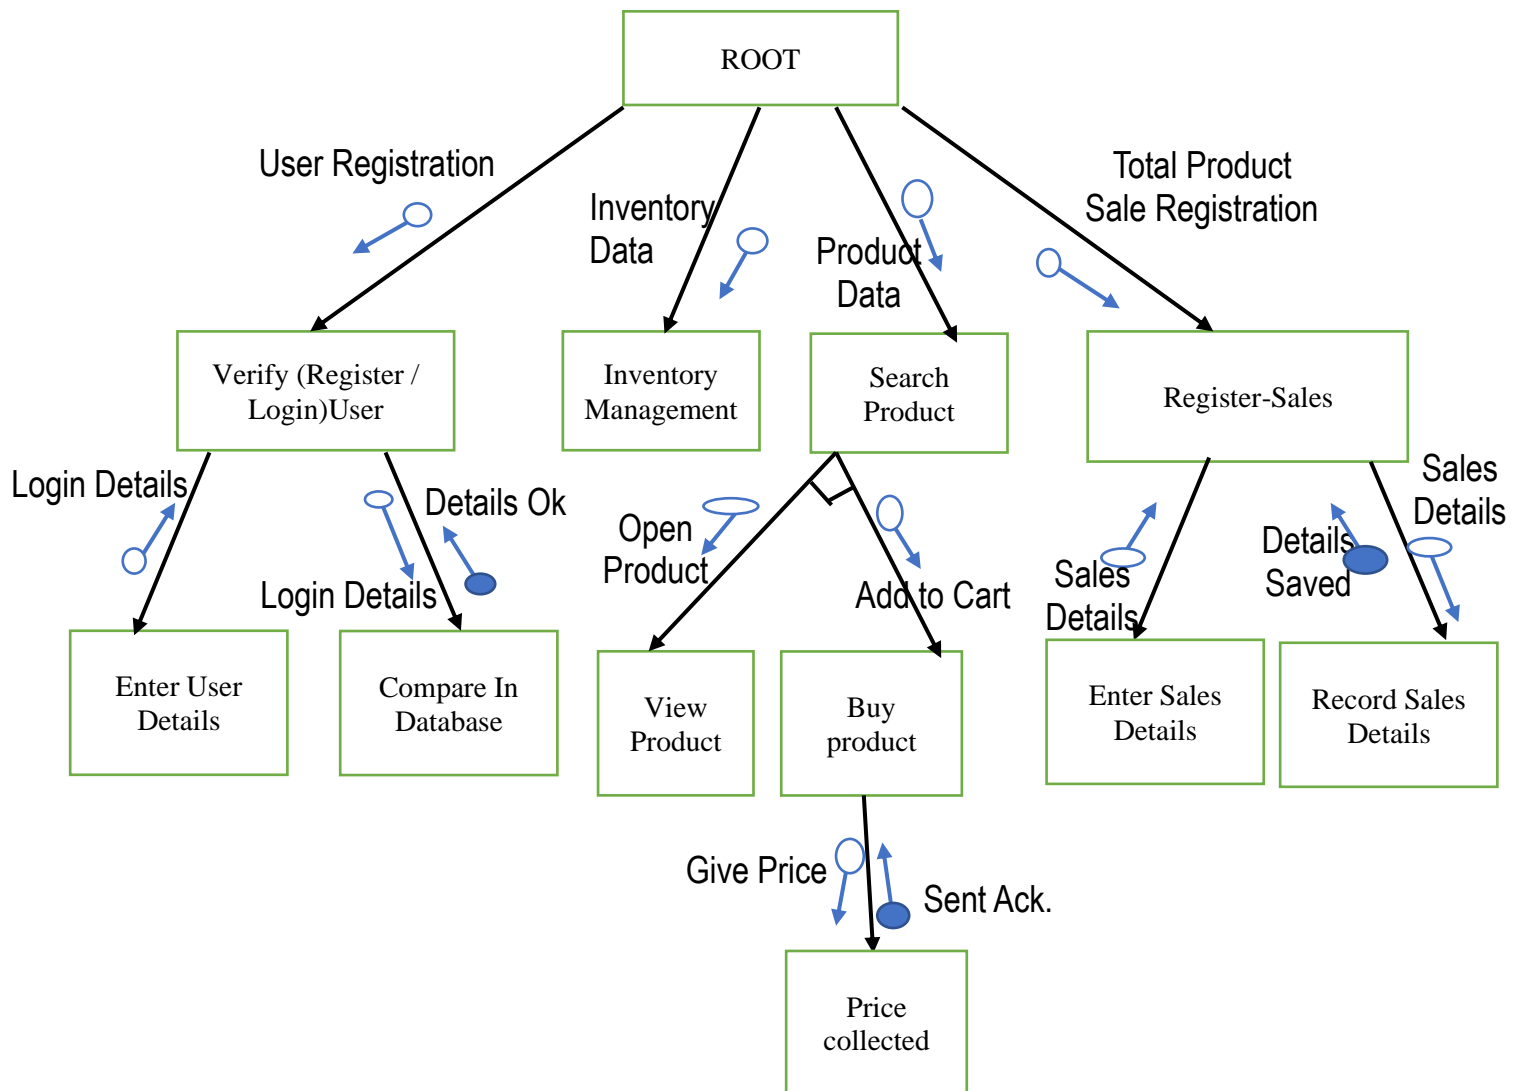 ROOT
User Registration
Inventory
Data
Product
Data
Total Product
Sale Registration
Verify (Register /
Login)User
Inventory
Management
Search
Product
Register-Sales
Login Details
Details Ok
Login Details
Open
Product
Add to Cart
Sales
Details
Details
Saved
Sales
Details
Enter User
Details
Compare In
Database
View
Product
Buy
product
Enter Sales
Details
Record Sales
Details
Give Price
Sent Ack.
Price
collected